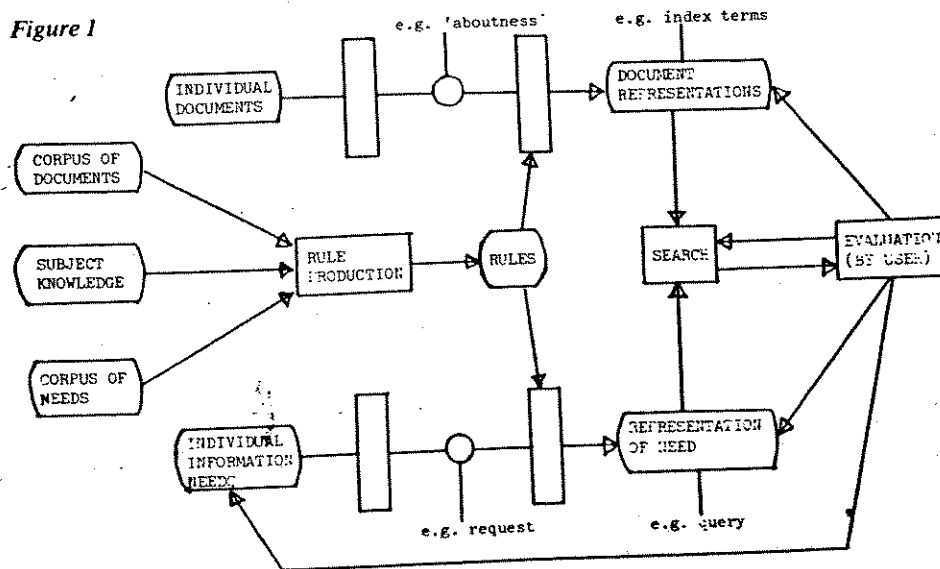 Figure 1
e.g. 'aboutness'
e.g. index terms
INDIVIDUAL
DOCUMENTS
DOCUMENT
REPRESENTATIONS
CORPUS OF
DOCUMENTS
SUBJECT
KNOWLEDGE
RULE
PRODUCTION
RULES
SEARCH
EVALUATION
(BY USER)
CORPUS OF
NEEDS
INDIVIDUAL
INFORMATION
NEEDS
REPRESENTATION
OF NEED
e.g. request
e.g. query